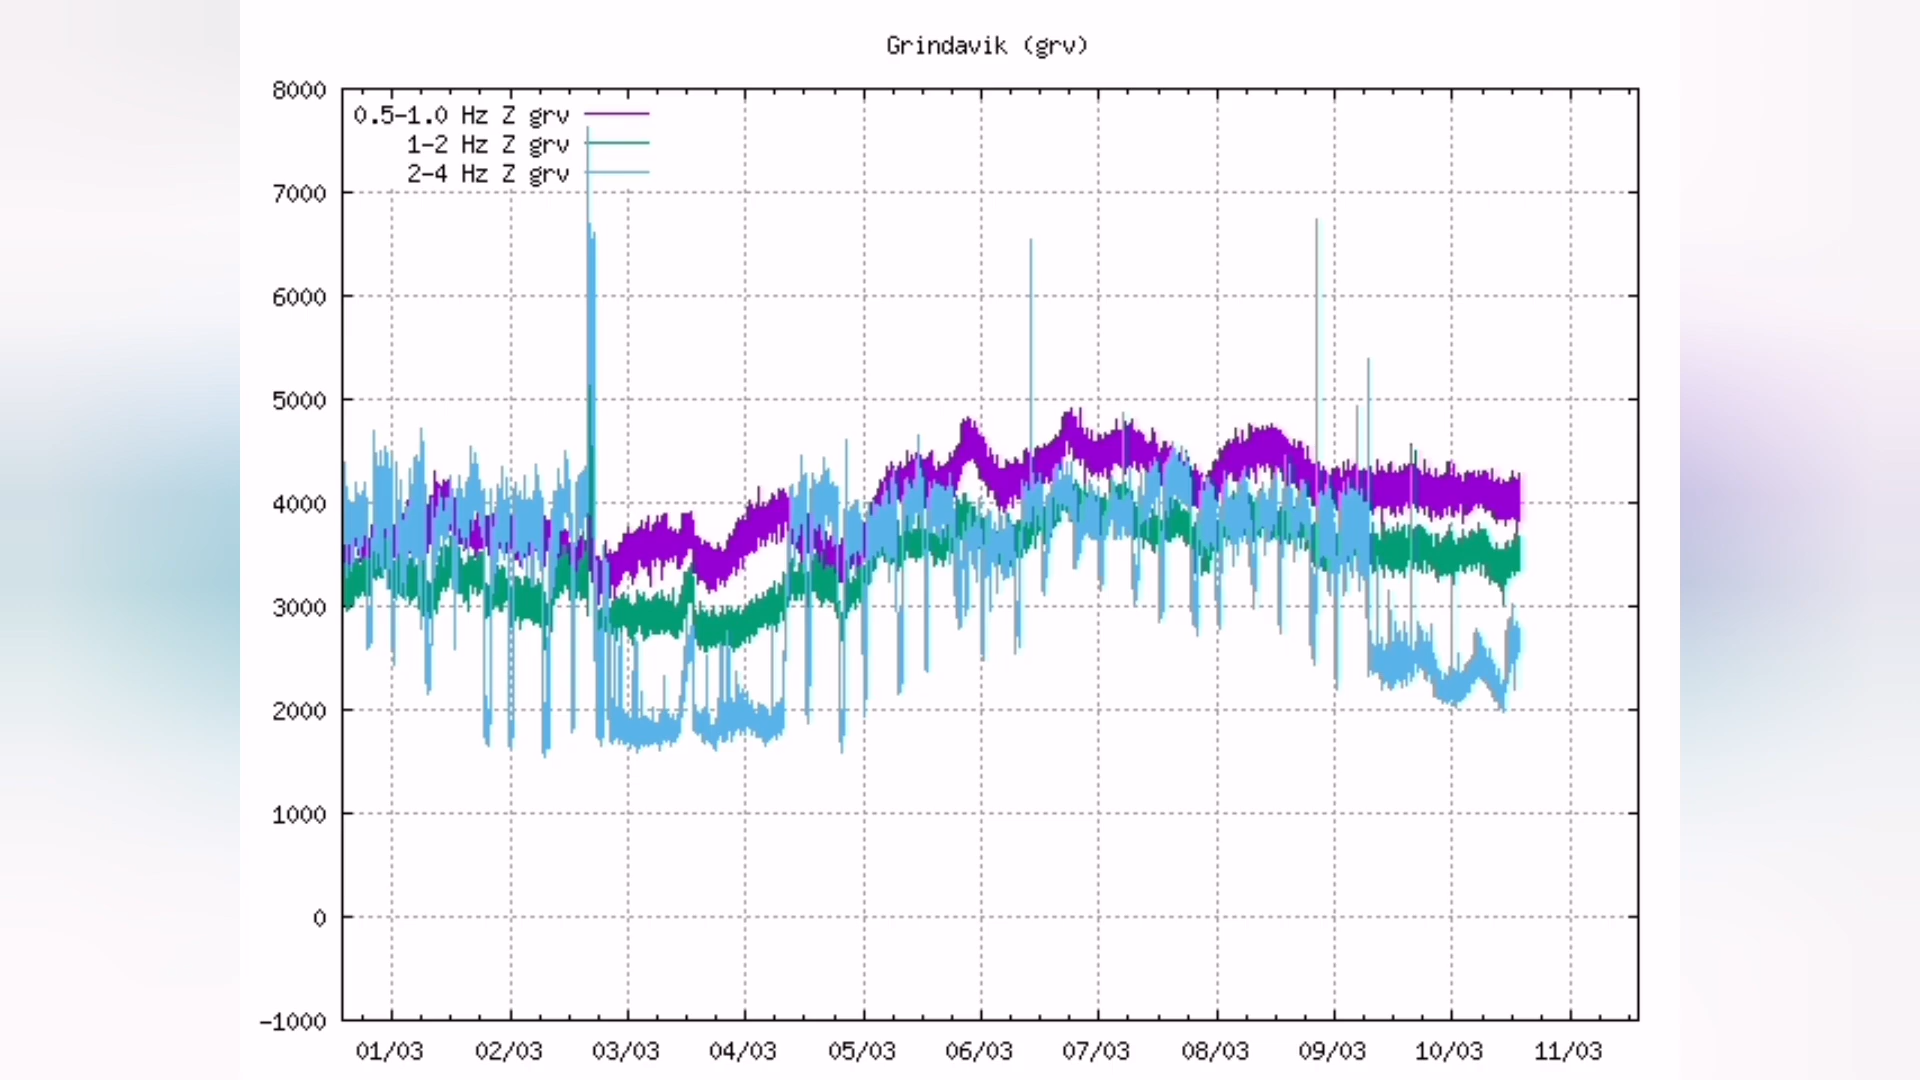 Grindavik (grv)
8000
0.5-1.0 Hz Z grv
1-2 Hz Z grv
2-4 Hz Z grv
7000
6000
5000
4000
3000
2000
1000
0
-1000
01/03 02/03 03/03 04/03 05/03 06/03 07/03 08/03 09/03 10/03 11/03